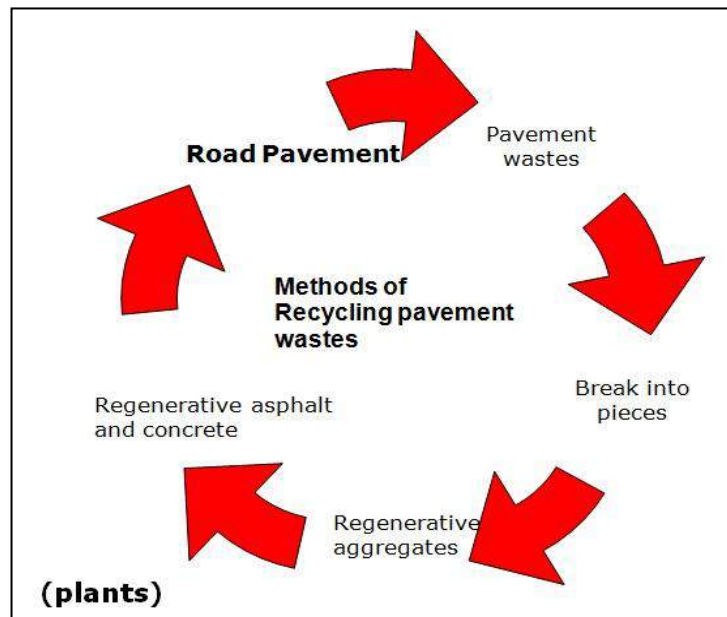 Road Pavement
Pavement
wastes
Methods of
Recycling pavement
wastes
Break into
pieces
Regenerative asphalt
and concrete
Regenerative
aggregates
(plants)